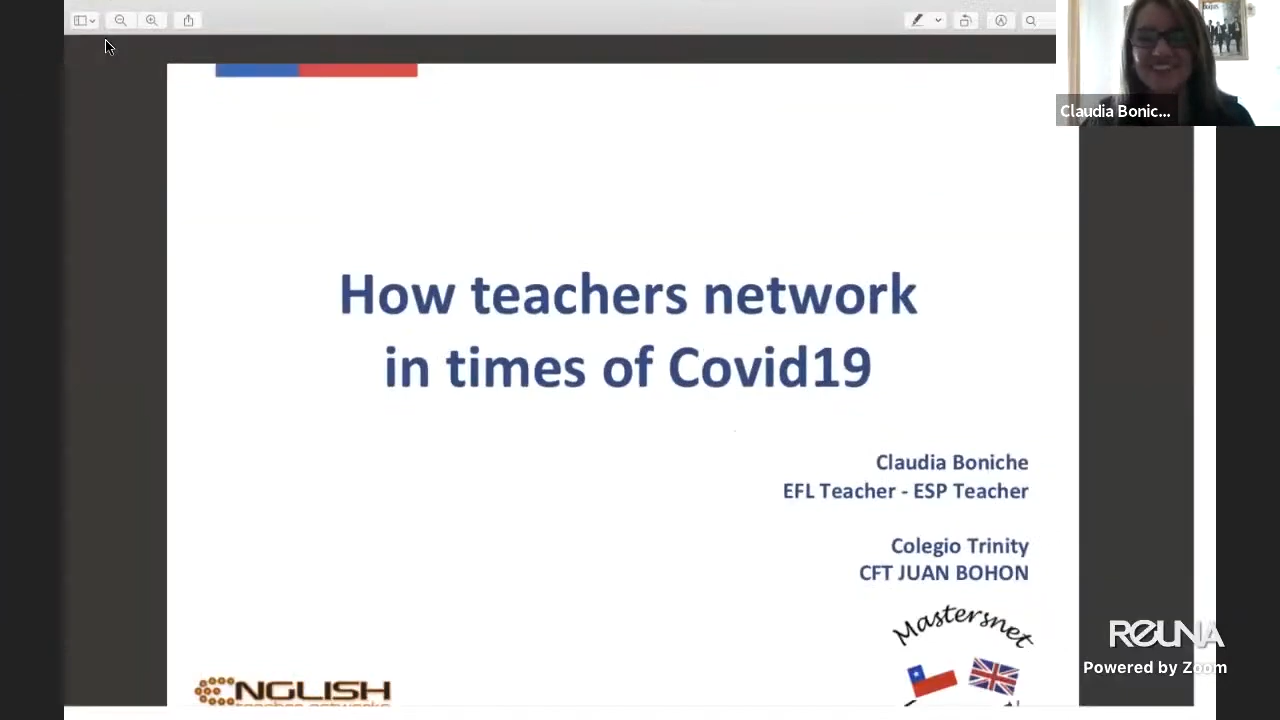 Claudia Bonic...
How teachers network
in times of Covid19
Claudia Boniche
EFL Teacher - ESP Teacher
Colegio Trinity
CFT JUAN BOHON
Mastersnet
ENGLISH
REUNA
Powered by Zoom